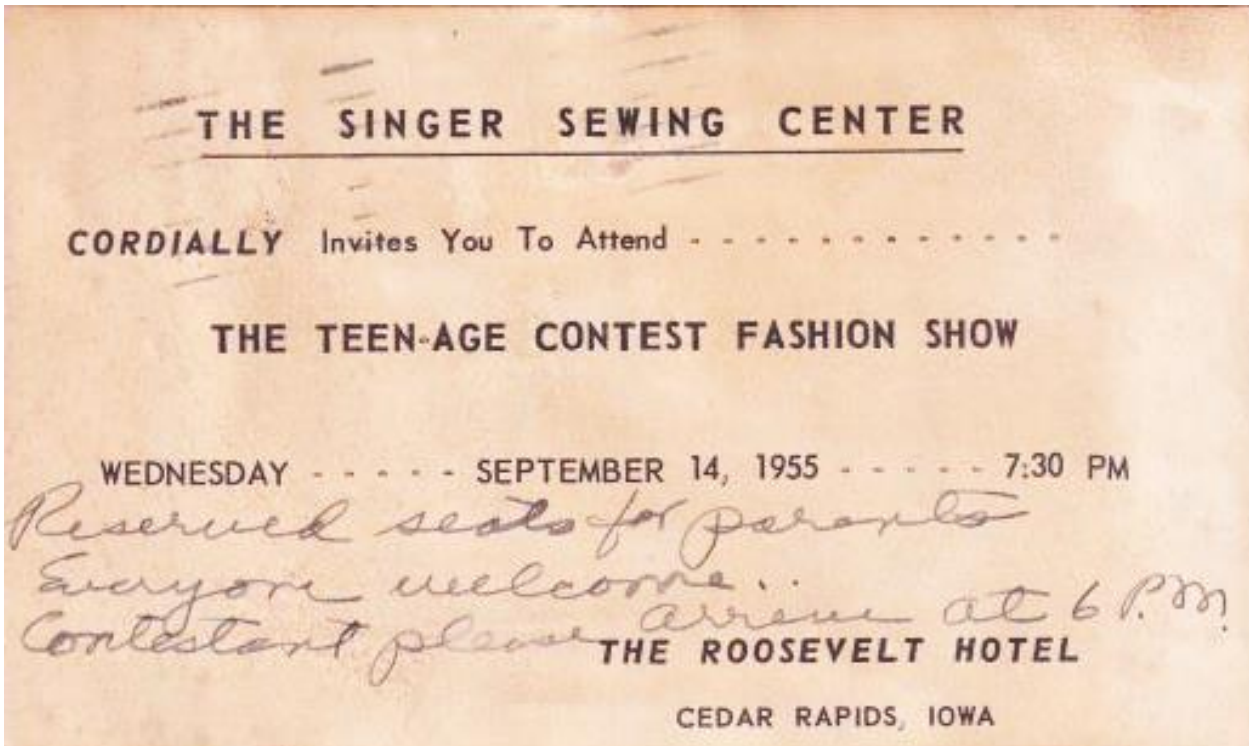 THE SINGER SEWING CENTER
CORDIALLY Invites You To Attend - - - - - - - - - - - -
THE TEEN-AGE CONTEST FASHION SHOW
WEDNESDAY - - - - - SEPTEMBER 14, 1955 - - - - - 7:30 PM
Reserved seats for parents
Everyone welcome..
Contestant please arrive at 6 P.M.
THE ROOSEVELT HOTEL
CEDAR RAPIDS, IOWA